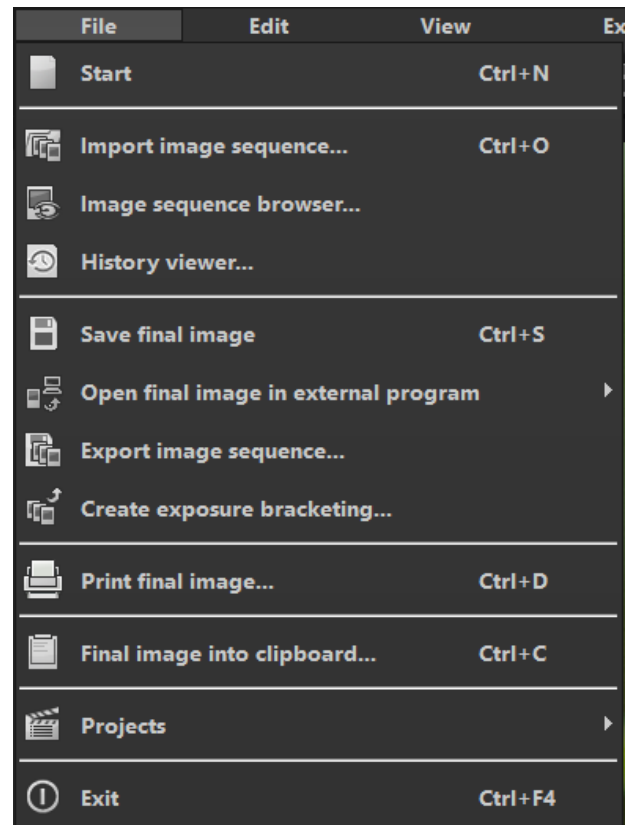 File Edit View Ex
Start Ctrl+N
Import image sequence... Ctrl+O
Image sequence browser...
History viewer...
Save final image Ctrl+S
Open final image in external program
Export image sequence...
Create exposure bracketing...
Print final image... Ctrl+D
Final image into clipboard... Ctrl+C
Projects
Exit Ctrl+F4